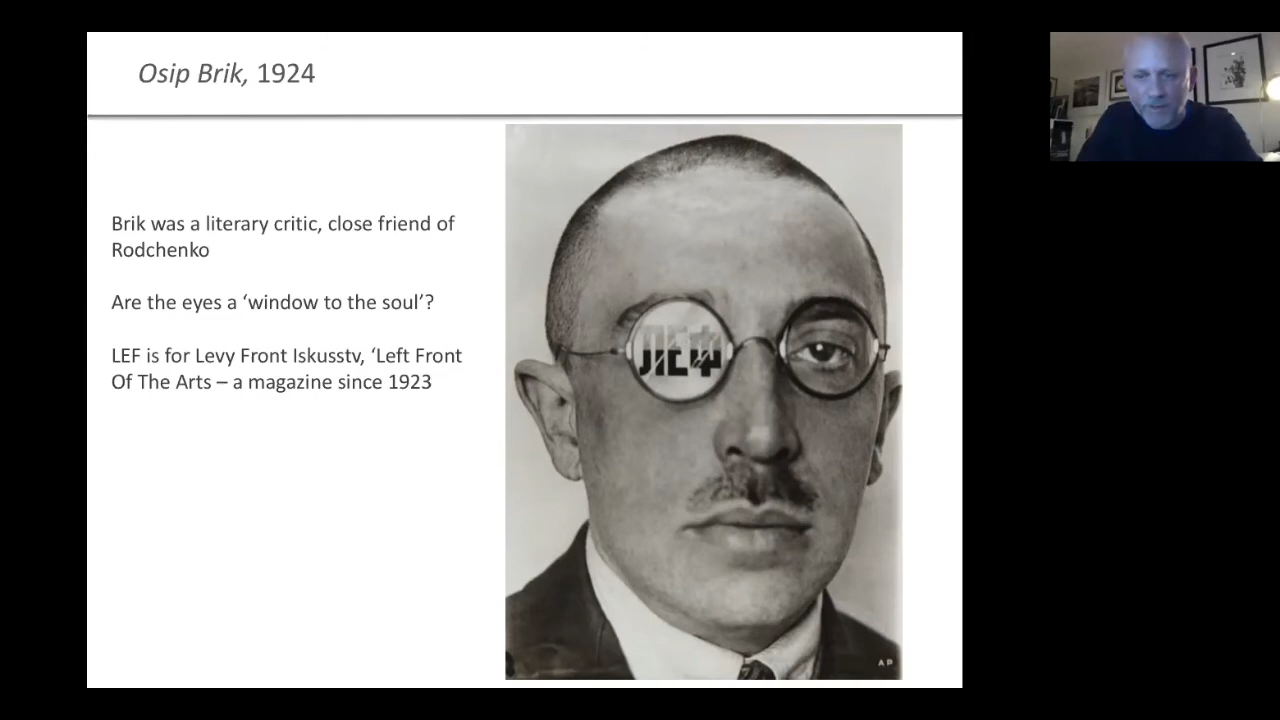 Osip Brik, 1924
Brik was a literary critic, close friend of
Rodchenko
Are the eyes a ‘window to the soul’?
LEF is for Levy Front Iskusstv, ‘Left Front
Of The Arts – a magazine since 1923
ЛЕФ
A P